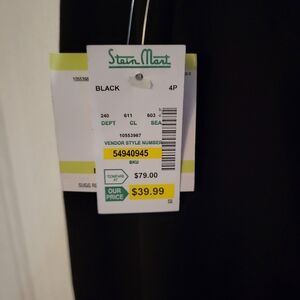 Stein Mart
BLACK 4P
240 611 603
DEPT. CL SEA
10553987
VENDOR STYLE NUMBER
54940945
SKU
COMPARE AT $79.00
OUR PRICE $39.99